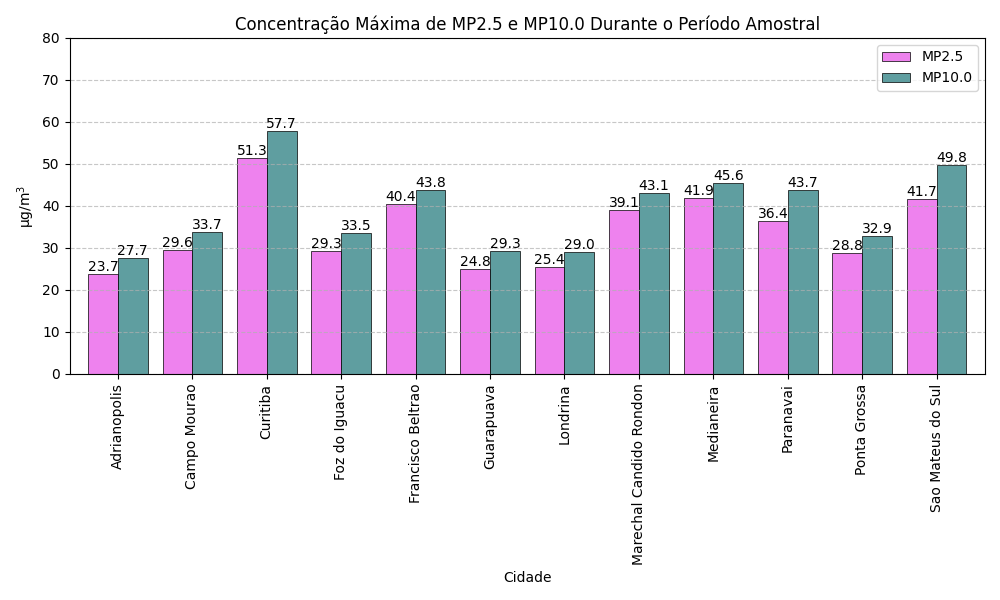 Concentração Máxima de MP2.5 e MP10.0 Durante o Período Amostral
MP2.5
MP10.0
µg/m³
80
70
60
50
40
30
20
10
0
23.7
27.7
29.6
33.7
51.3
57.7
29.3
33.5
40.4
43.8
24.8
29.3
25.4
29.0
39.1
43.1
41.9
45.6
36.4
43.7
28.8
32.9
41.7
49.8
Adrianopolis
Campo Mourao
Curitiba
Foz do Iguacu
Francisco Beltrao
Guarapuava
Londrina
Marechal Candido Rondon
Medianeira
Paranavai
Ponta Grossa
Sao Mateus do Sul
Cidade